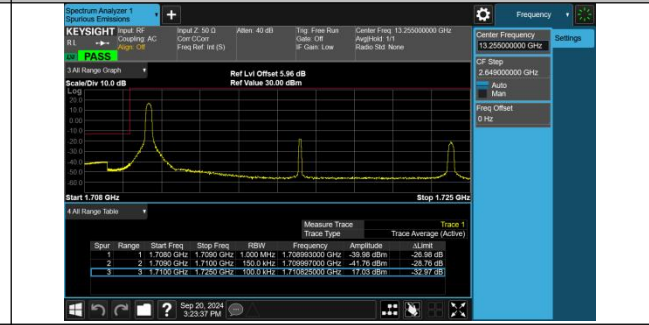 Spectrum Analyzer 1
Spurious Emissions
Frequency
KEYSIGHT
Input: RF
Input Z: 50 Ω
Atten: 40 dB
Trig: Free Run
Center Freq: 13.255000000 GHz
R L
Coupling: AC
Corr CCorr
Gate: Off
Avg|Hold: 1/1
Align: Off
Freq Ref: Int (S)
IF Gain: Low
Radio Std: None
PASS
Center Frequency
13.255000000 GHz
Settings
CF Step
2.649000000 GHz
Auto
Man
Freq Offset
0 Hz
3 All Range Graph
Ref Lvl Offset 5.96 dB
Scale/Div 10.0 dB
Ref Value 30.00 dBm
Log
20.0
10.0
0.00
-10.0
-20.0
-30.0
-40.0
-50.0
-60.0
Start 1.708 GHz
Stop 1.725 GHz
4 All Range Table
Measure Trace
Trace 1
Trace Type
Trace Average (Active)
Spur Range Start Freq Stop Freq RBW Frequency Amplitude ΔLimit
1 1 1.7080 GHz 1.7090 GHz 1.000 MHz 1.708993000 GHz -39.98 dBm -26.98 dB
2 2 1.7090 GHz 1.7100 GHz 150.0 kHz 1.709997000 GHz -41.76 dBm -28.76 dB
3 3 1.7100 GHz 1.7250 GHz 100.0 kHz 1.710825000 GHz 17.03 dBm -32.97 dB
Sep 20, 2024
3:23:37 PM